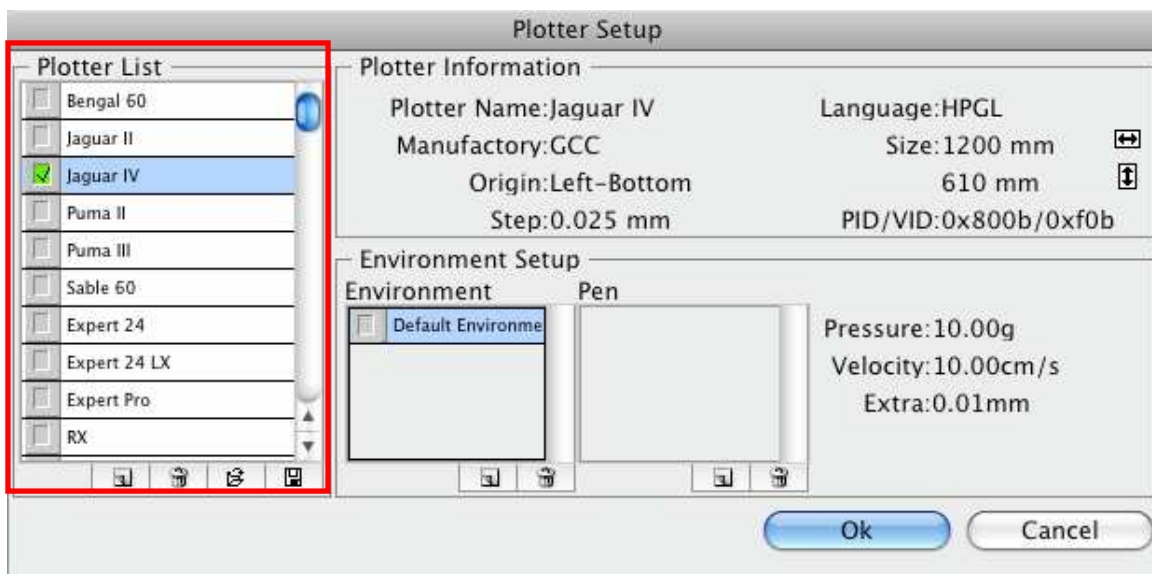 Plotter Setup
Plotter List
Bengal 60
Jaguar II
Jaguar IV
Puma II
Puma III
Sable 60
Expert 24
Expert 24 LX
Expert Pro
RX
Plotter Information
Plotter Name:Jaguar IV
Manufactory:GCC
Origin:Left-Bottom
Step:0.025 mm
Language:HPGL
Size:1200 mm
610 mm
PID/VID:0x800b/0xf0b
Environment Setup
Environment
Default Environme
Pen
Pressure:10.00g
Velocity:10.00cm/s
Extra:0.01mm
Ok
Cancel